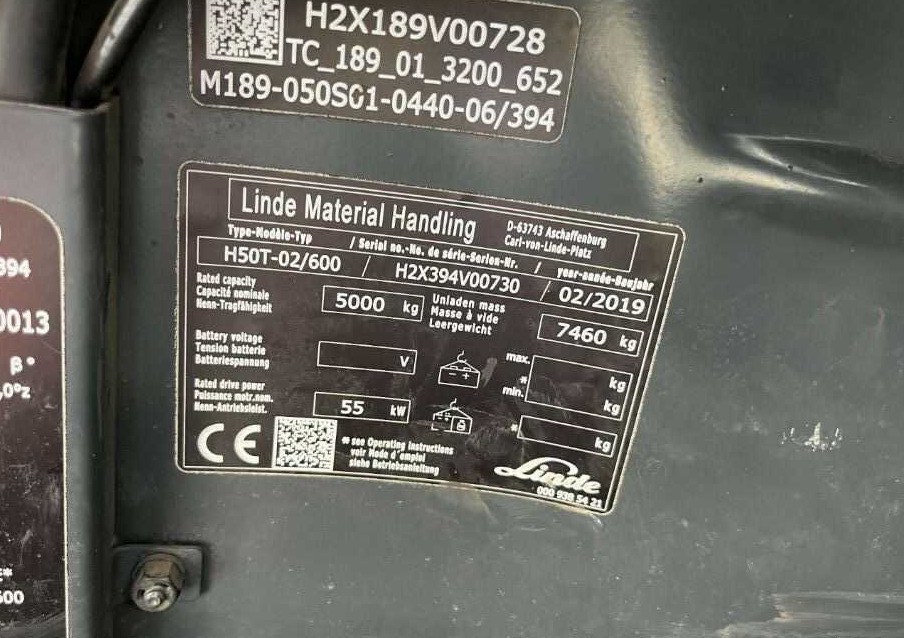 H2X189V00728
TC_189_01_3200_652
M189-050S01-0440-06/394
Linde Material Handling
D-63743 Aschaffenburg
Carl-von-Linde-Platz
Type-Modèle-Typ / Serial no.-No. de série-Serien-Nr. / year-année-Baujahr
H50T-02/600 / H2X394V00730 / 02/2019
Rated capacity
Capacité nominale
Nenn-Tragfähigkeit
5000 kg
Unladen mass
Masse à vide
Leergewicht
7460 kg
Battery voltage
Tension batterie
Batteriespannung
V
max.
kg
*
min.
kg
Rated drive power
Puissance motr.nom.
Nenn-Antriebsleist.
55 kW
*
kg
CE
* see Operating instructions
voir Mode d'emploi
siehe Betriebsanleitung
Linde
000 938 54 21
394
0013
β°
,0°z
*
600